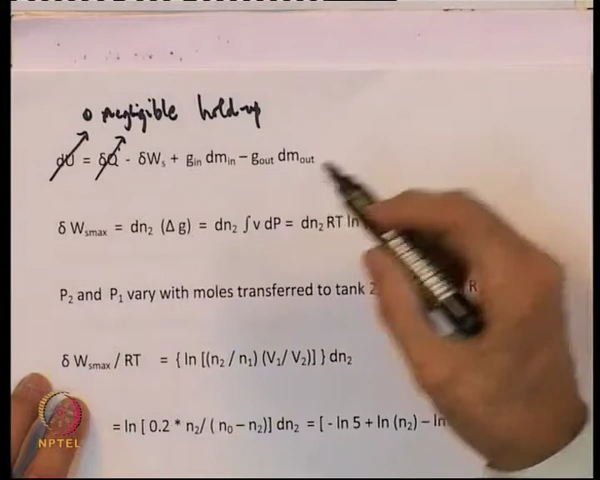 0 negligible hold-up
dU = δQ - δWs + gin dmin – gout dmout
δ Wsmax = dn2 (Δ g) = dn2 ∫v dP = dn2 RT ln
P2 and P1 vary with moles transferred to tank 2
δ Wsmax / RT = { ln [(n2 / n1) (V1/ V2)] } dn2
= ln [ 0.2 * n2/ ( n0 – n2)] dn2 = [ - ln 5 + ln (n2) – ln
NPTEL